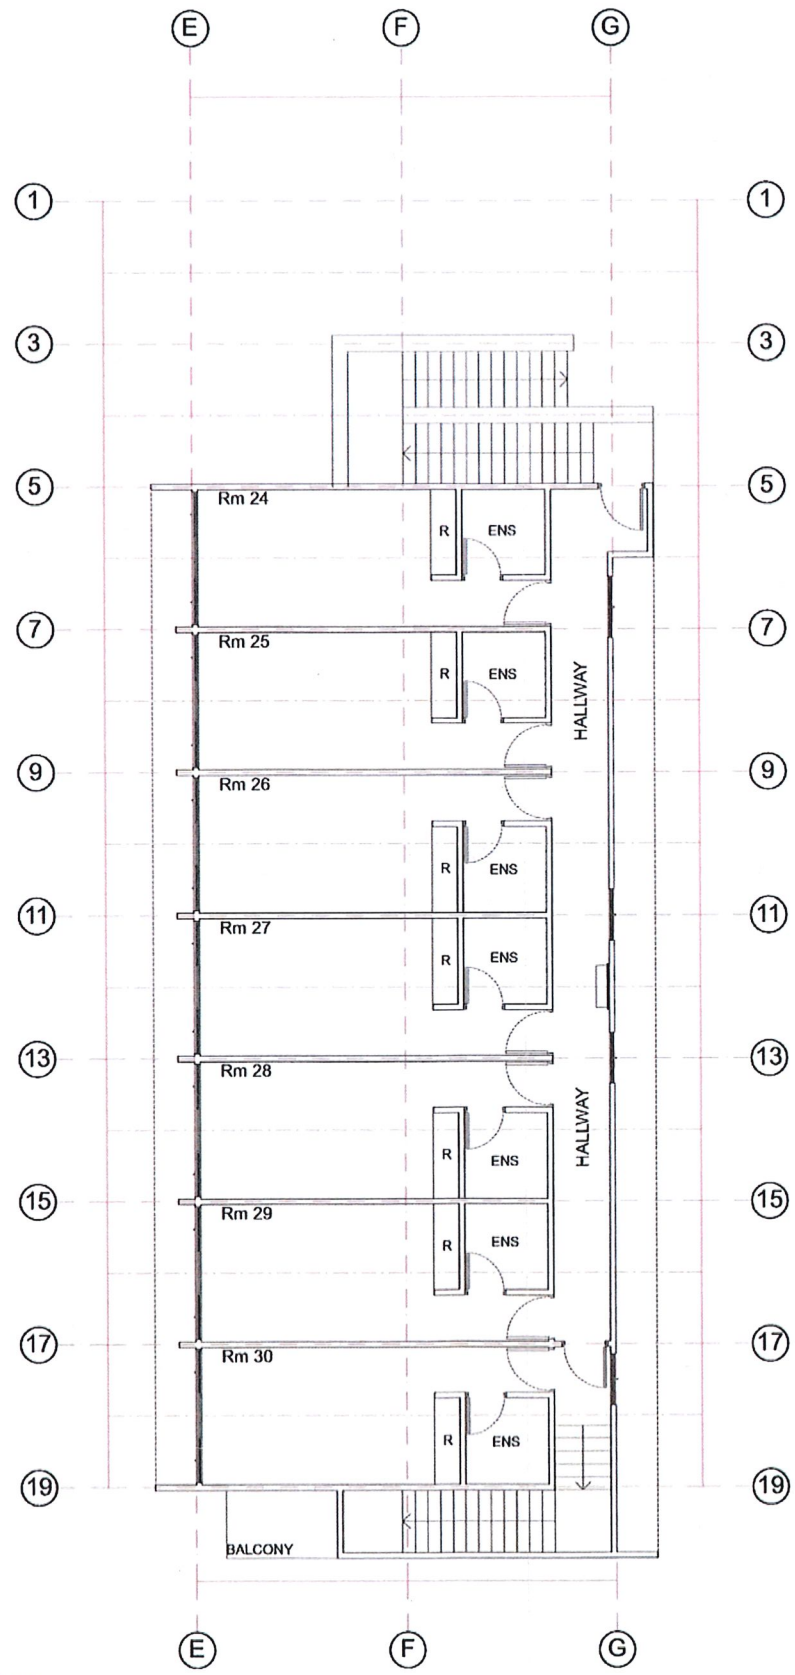 E F G
1 1
3 3
5 5
Rm 24
R ENS
7 7
Rm 25
R ENS
HALLWAY
9 9
Rm 26
R ENS
11 11
Rm 27
R ENS
13 13
Rm 28
HALLWAY
R ENS
15 15
Rm 29
R ENS
17 17
Rm 30
R ENS
19 19
BALCONY
E F G